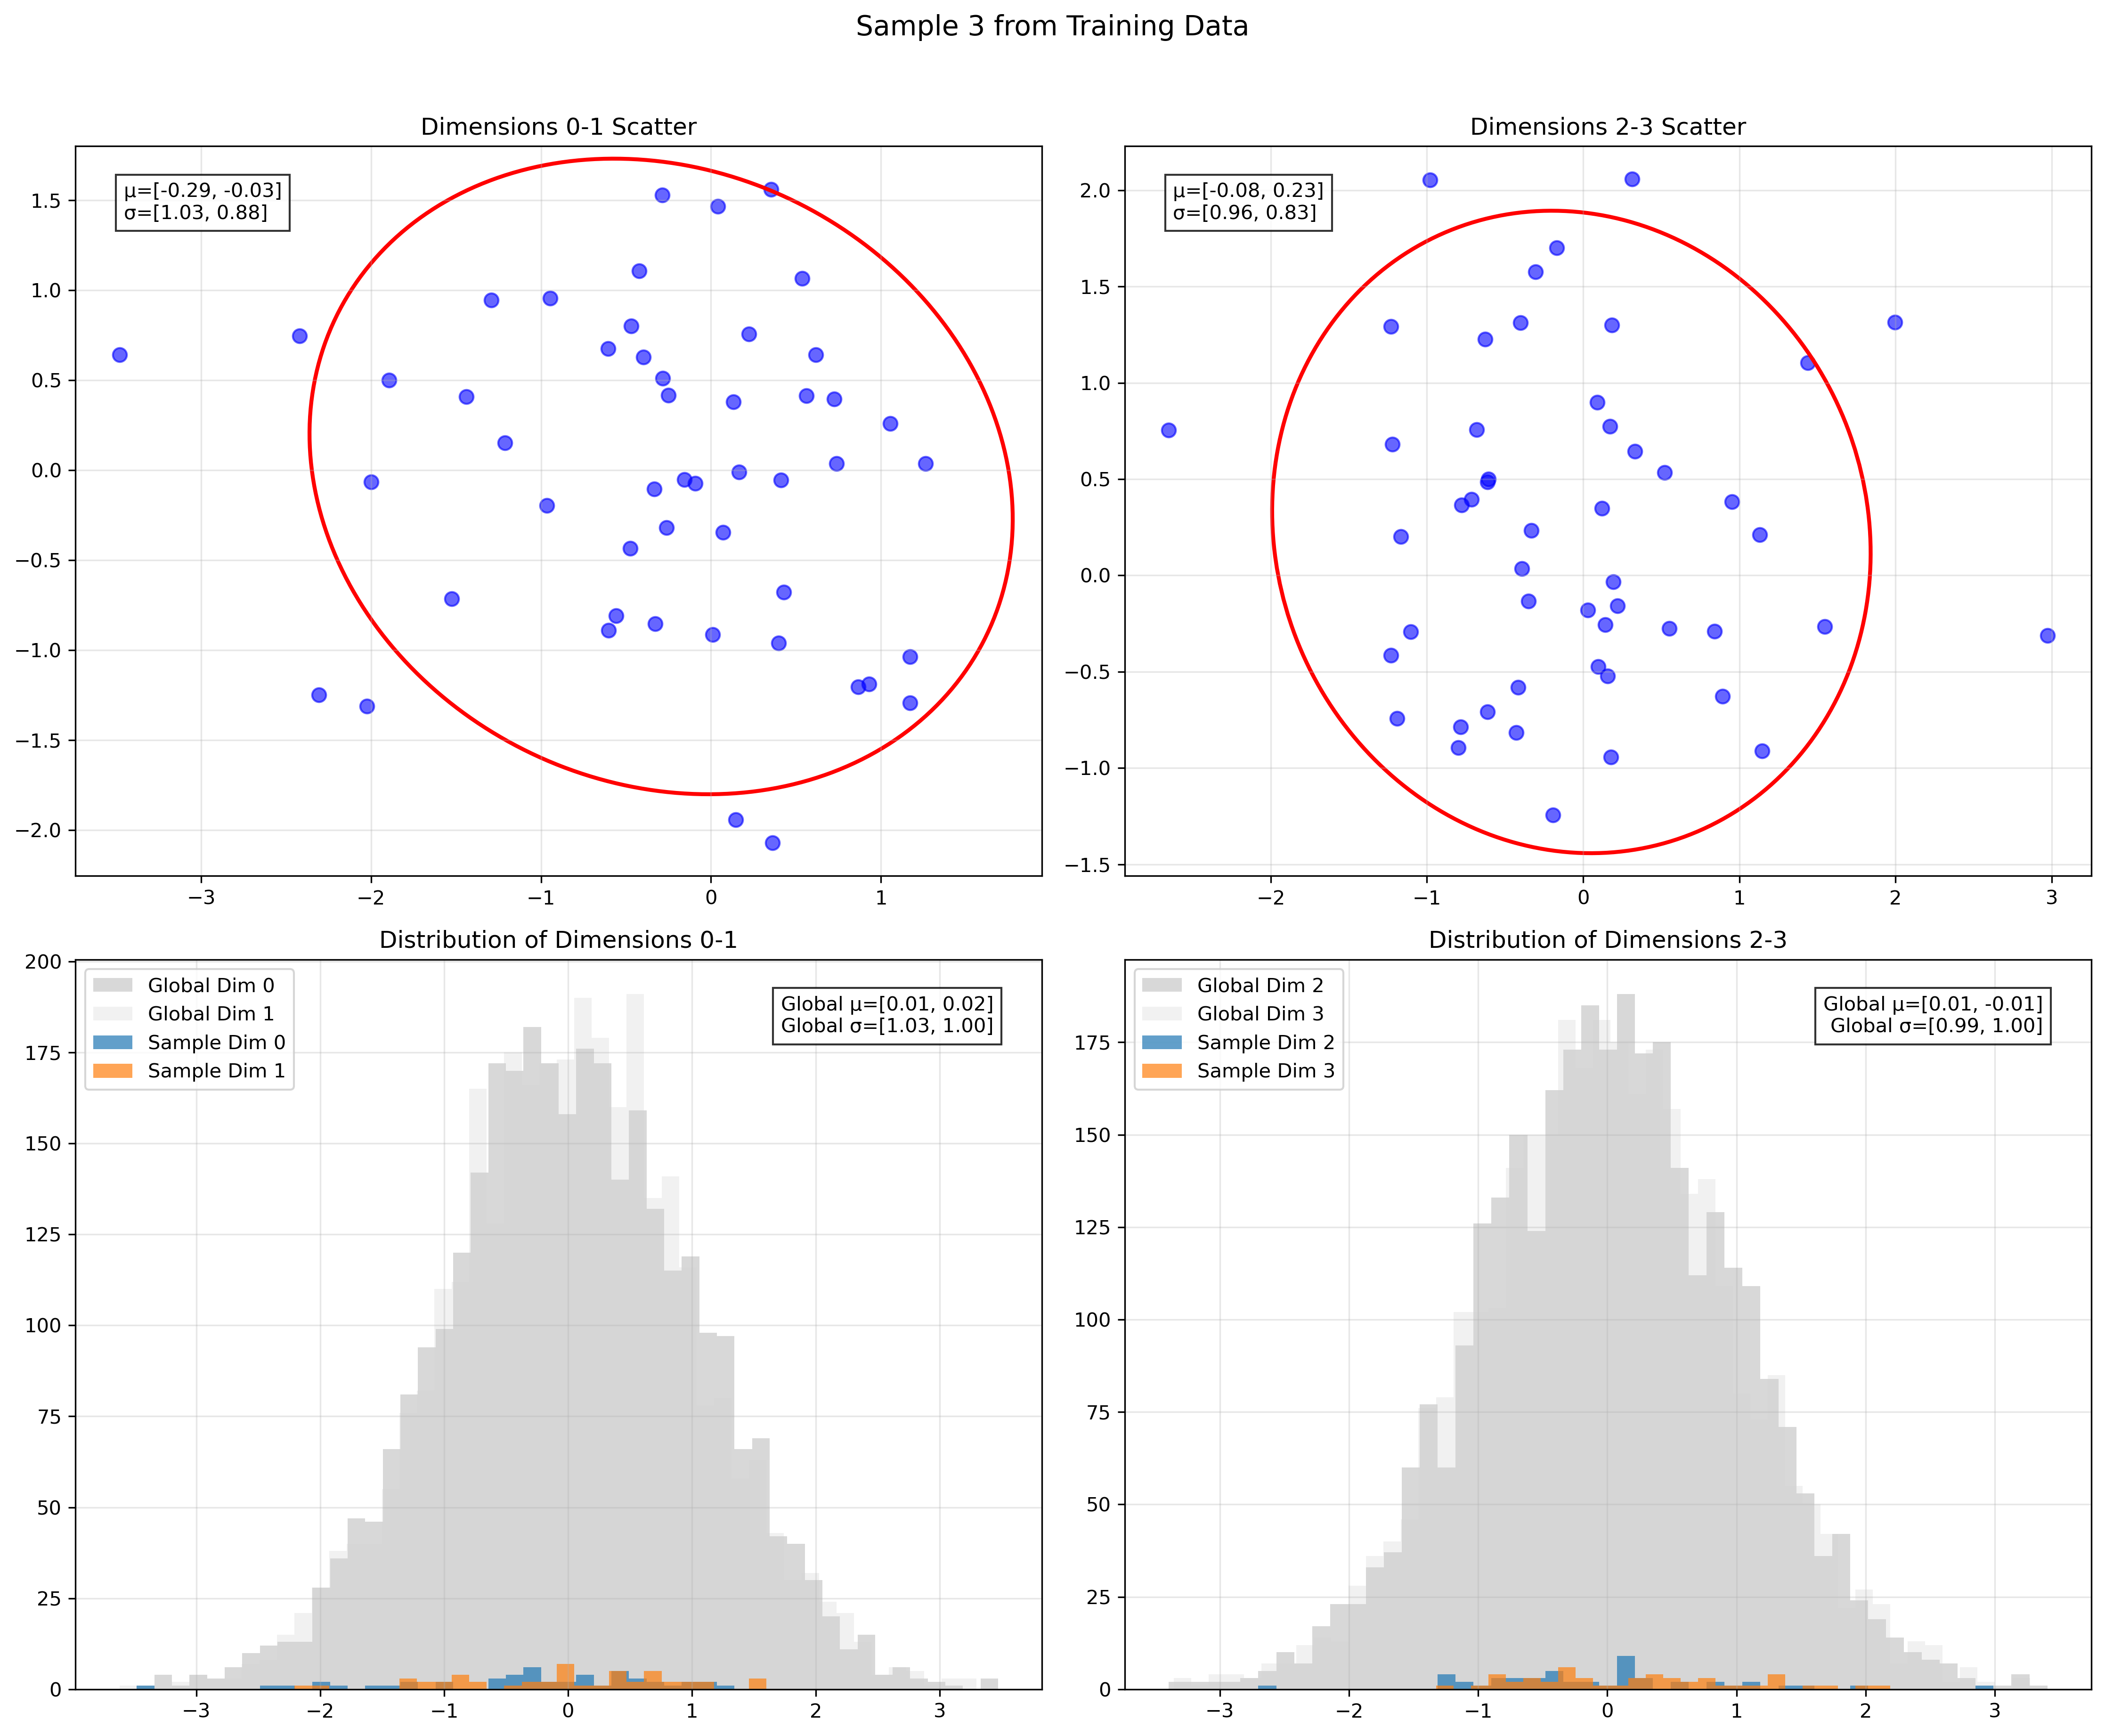 Sample 3 from Training Data
Dimensions 0-1 Scatter
μ=[-0.29, -0.03]
σ=[1.03, 0.88]
1.5
1.0
0.5
0.0
−0.5
−1.0
−1.5
−2.0
−3
−2
−1
0
1
Dimensions 2-3 Scatter
μ=[-0.08, 0.23]
σ=[0.96, 0.83]
2.0
1.5
1.0
0.5
0.0
−0.5
−1.0
−1.5
−2
−1
0
1
2
3
Distribution of Dimensions 0-1
Global Dim 0
Global Dim 1
Sample Dim 0
Sample Dim 1
Global μ=[0.01, 0.02]
Global σ=[1.03, 1.00]
200
175
150
125
100
75
50
25
0
−3
−2
−1
0
1
2
3
Distribution of Dimensions 2-3
Global Dim 2
Global Dim 3
Sample Dim 2
Sample Dim 3
Global μ=[0.01, -0.01]
Global σ=[0.99, 1.00]
175
150
125
100
75
50
25
0
−3
−2
−1
0
1
2
3